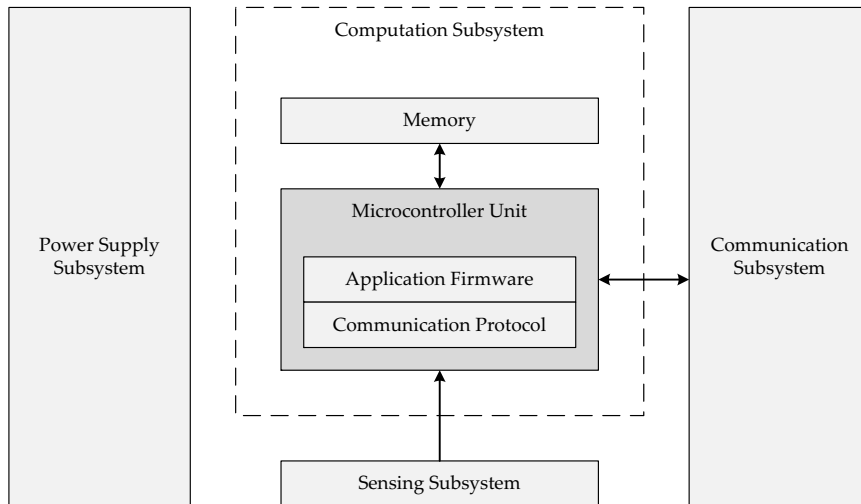 Computation Subsystem
Memory
Microcontroller Unit
Power Supply
Subsystem
Application Firmware
Communication Protocol
Communication
Subsystem
Sensing Subsystem